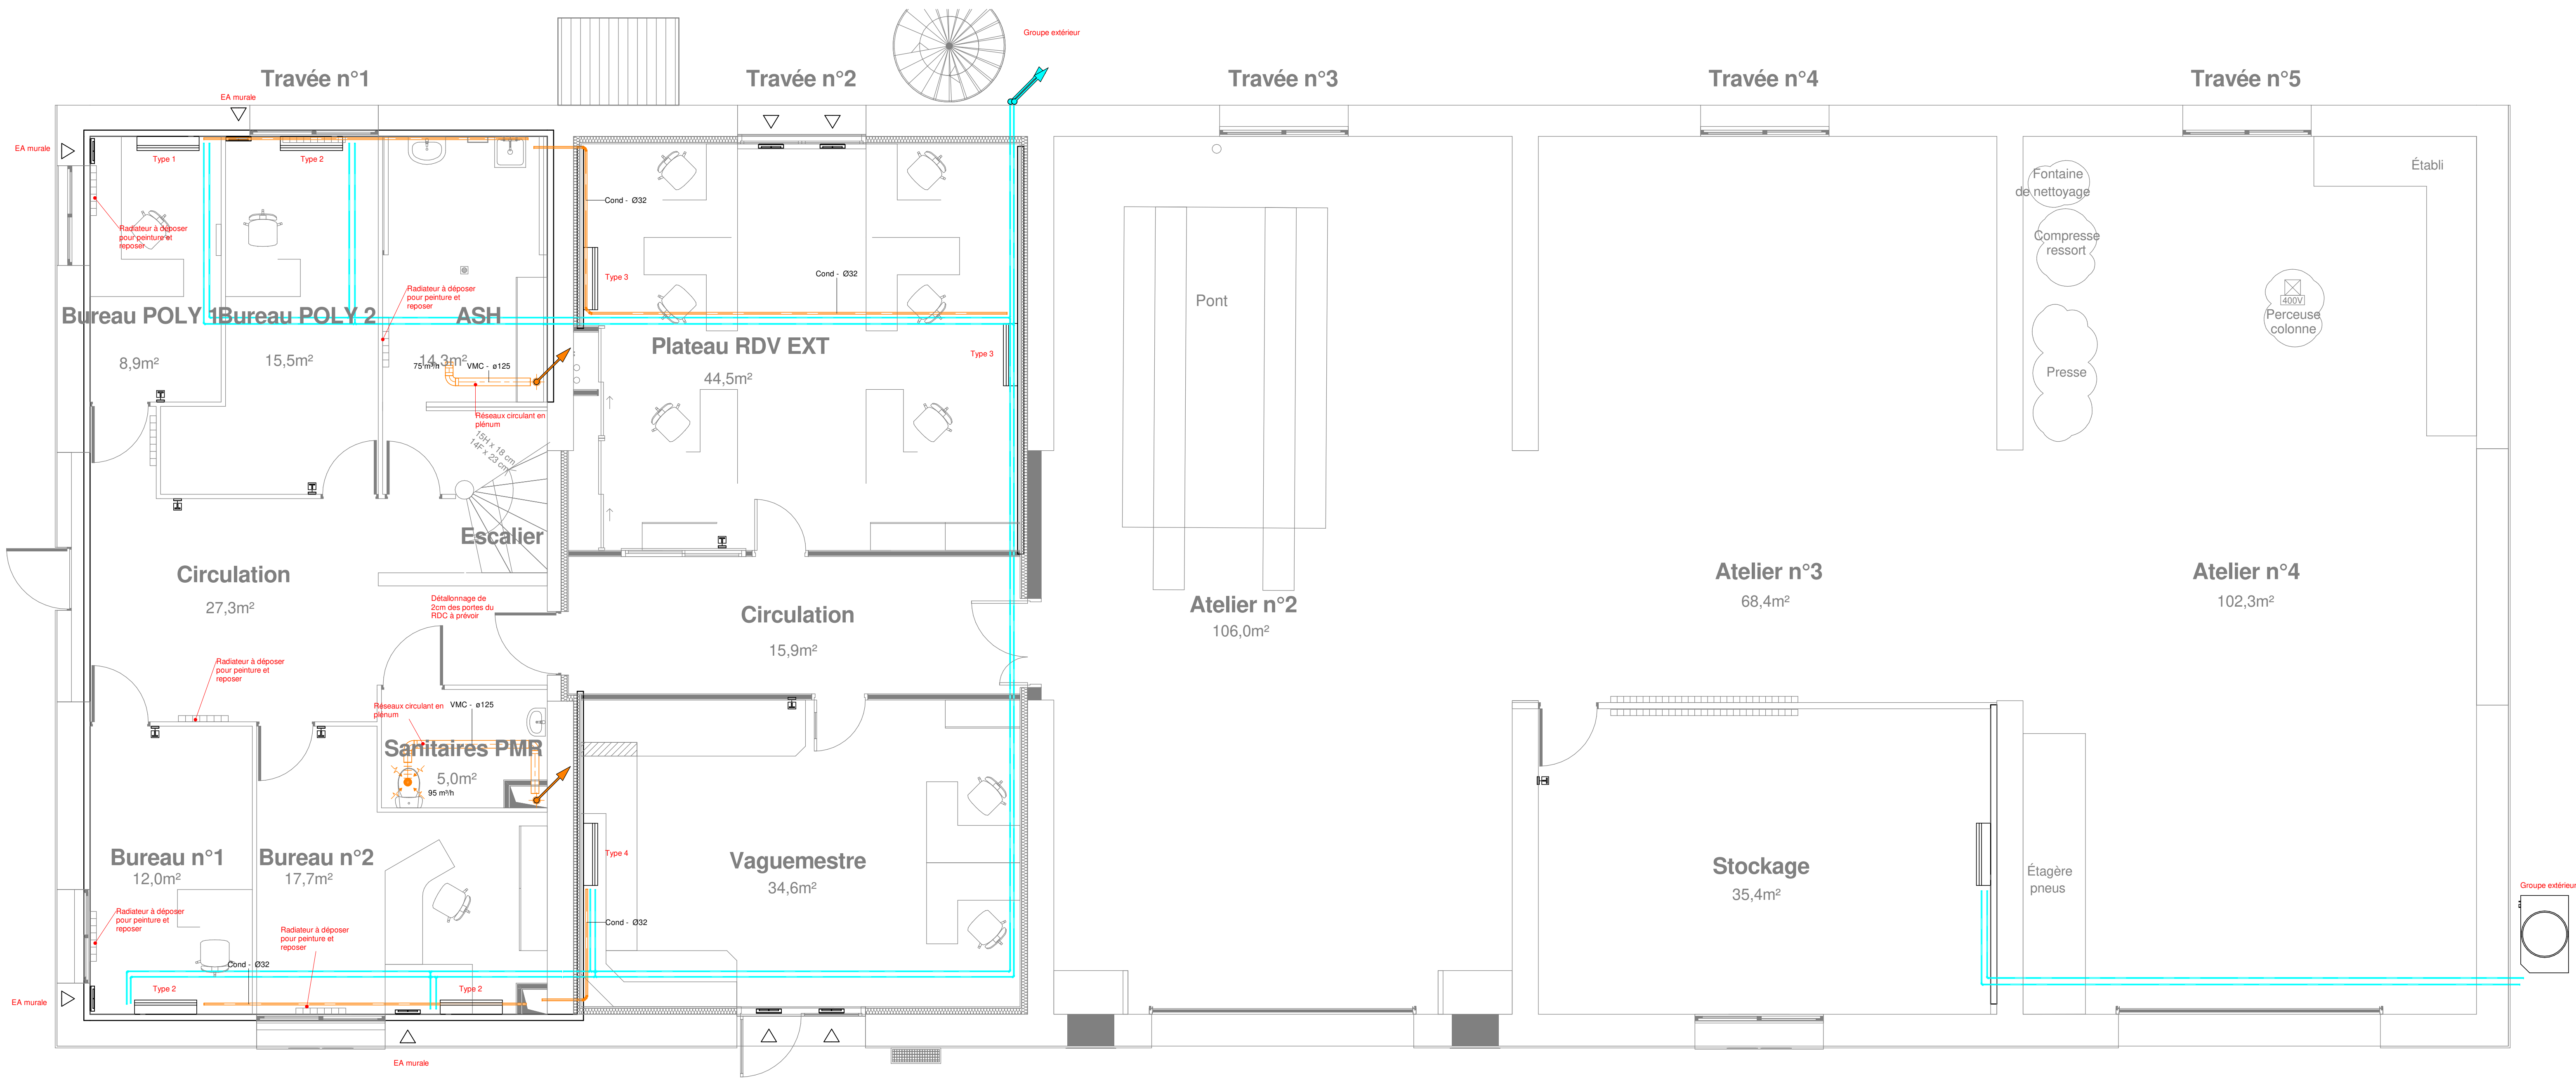 Groupe extérieur
Travée n°1
Travée n°2
Travée n°3
Travée n°4
Travée n°5
EA murale
EA murale
Type 1
Type 2
Radiateur à déposer
pour peinture et
reposer
Cond - Ø32
Type 3
Cond - Ø32
Radiateur à déposer
pour peinture et
reposer
Bureau POLY 1
8,9m²
Bureau POLY 2
15,5m²
ASH
14,3m²
75 m³/h
VMC - ø125
Réseaux circulant en
plénum
15H x 18 cm
14F x 23 cm
Plateau RDV EXT
44,5m²
Type 3
Pont
Fontaine
de nettoyage
Compresse
ressort
Presse
400V
Perceuse
colonne
Établi
Escalier
Circulation
27,3m²
Détallonnage de
2cm des portes du
RDC à prévoir
Circulation
15,9m²
Atelier n°2
106,0m²
Atelier n°3
68,4m²
Atelier n°4
102,3m²
Radiateur à déposer
pour peinture et
reposer
Réseaux circulant en
plénum
VMC - ø125
Sanitaires PMR
5,0m²
95 m³/h
Bureau n°1
12,0m²
Bureau n°2
17,7m²
Type 4
Vaguemestre
34,6m²
Stockage
35,4m²
Étagère
pneus
Groupe extérieur
Radiateur à déposer
pour peinture et
reposer
Radiateur à déposer
pour peinture et
reposer
Cond - Ø32
Cond - Ø32
Type 2
Type 2
EA murale
EA murale